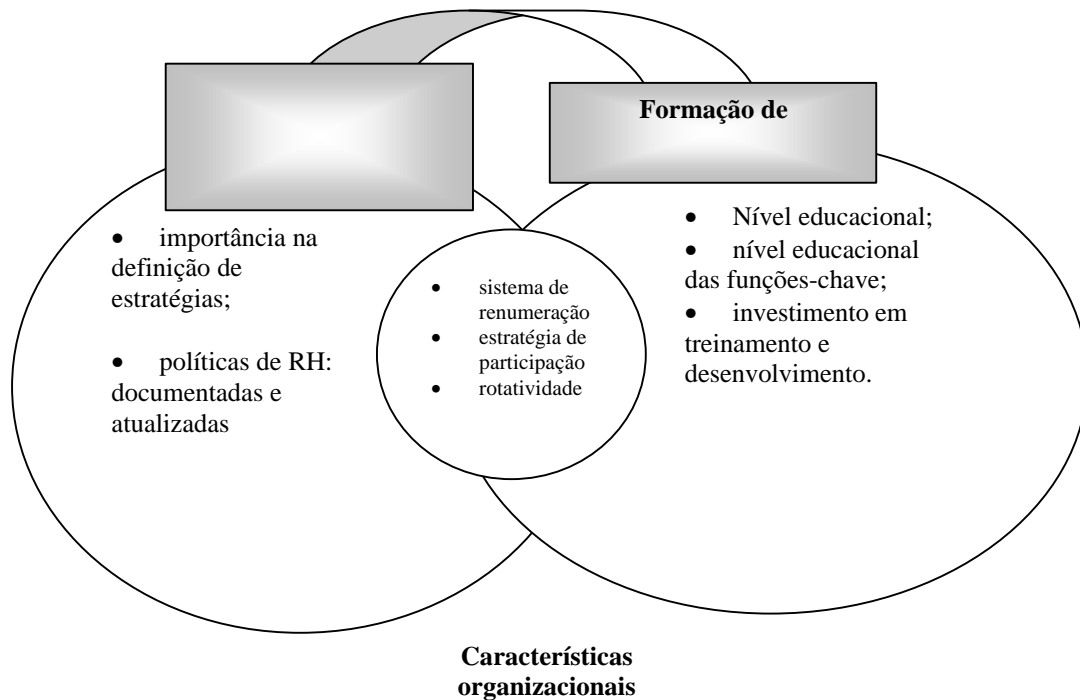 Formação de
• importância na
definição de
estratégias;
• políticas de RH:
documentadas e
atualizadas
• sistema de
renumeração
• estratégia de
participação
• rotatividade
• Nível educacional;
• nível educacional
das funções-chave;
• investimento em
treinamento e
desenvolvimento.
Características
organizacionais